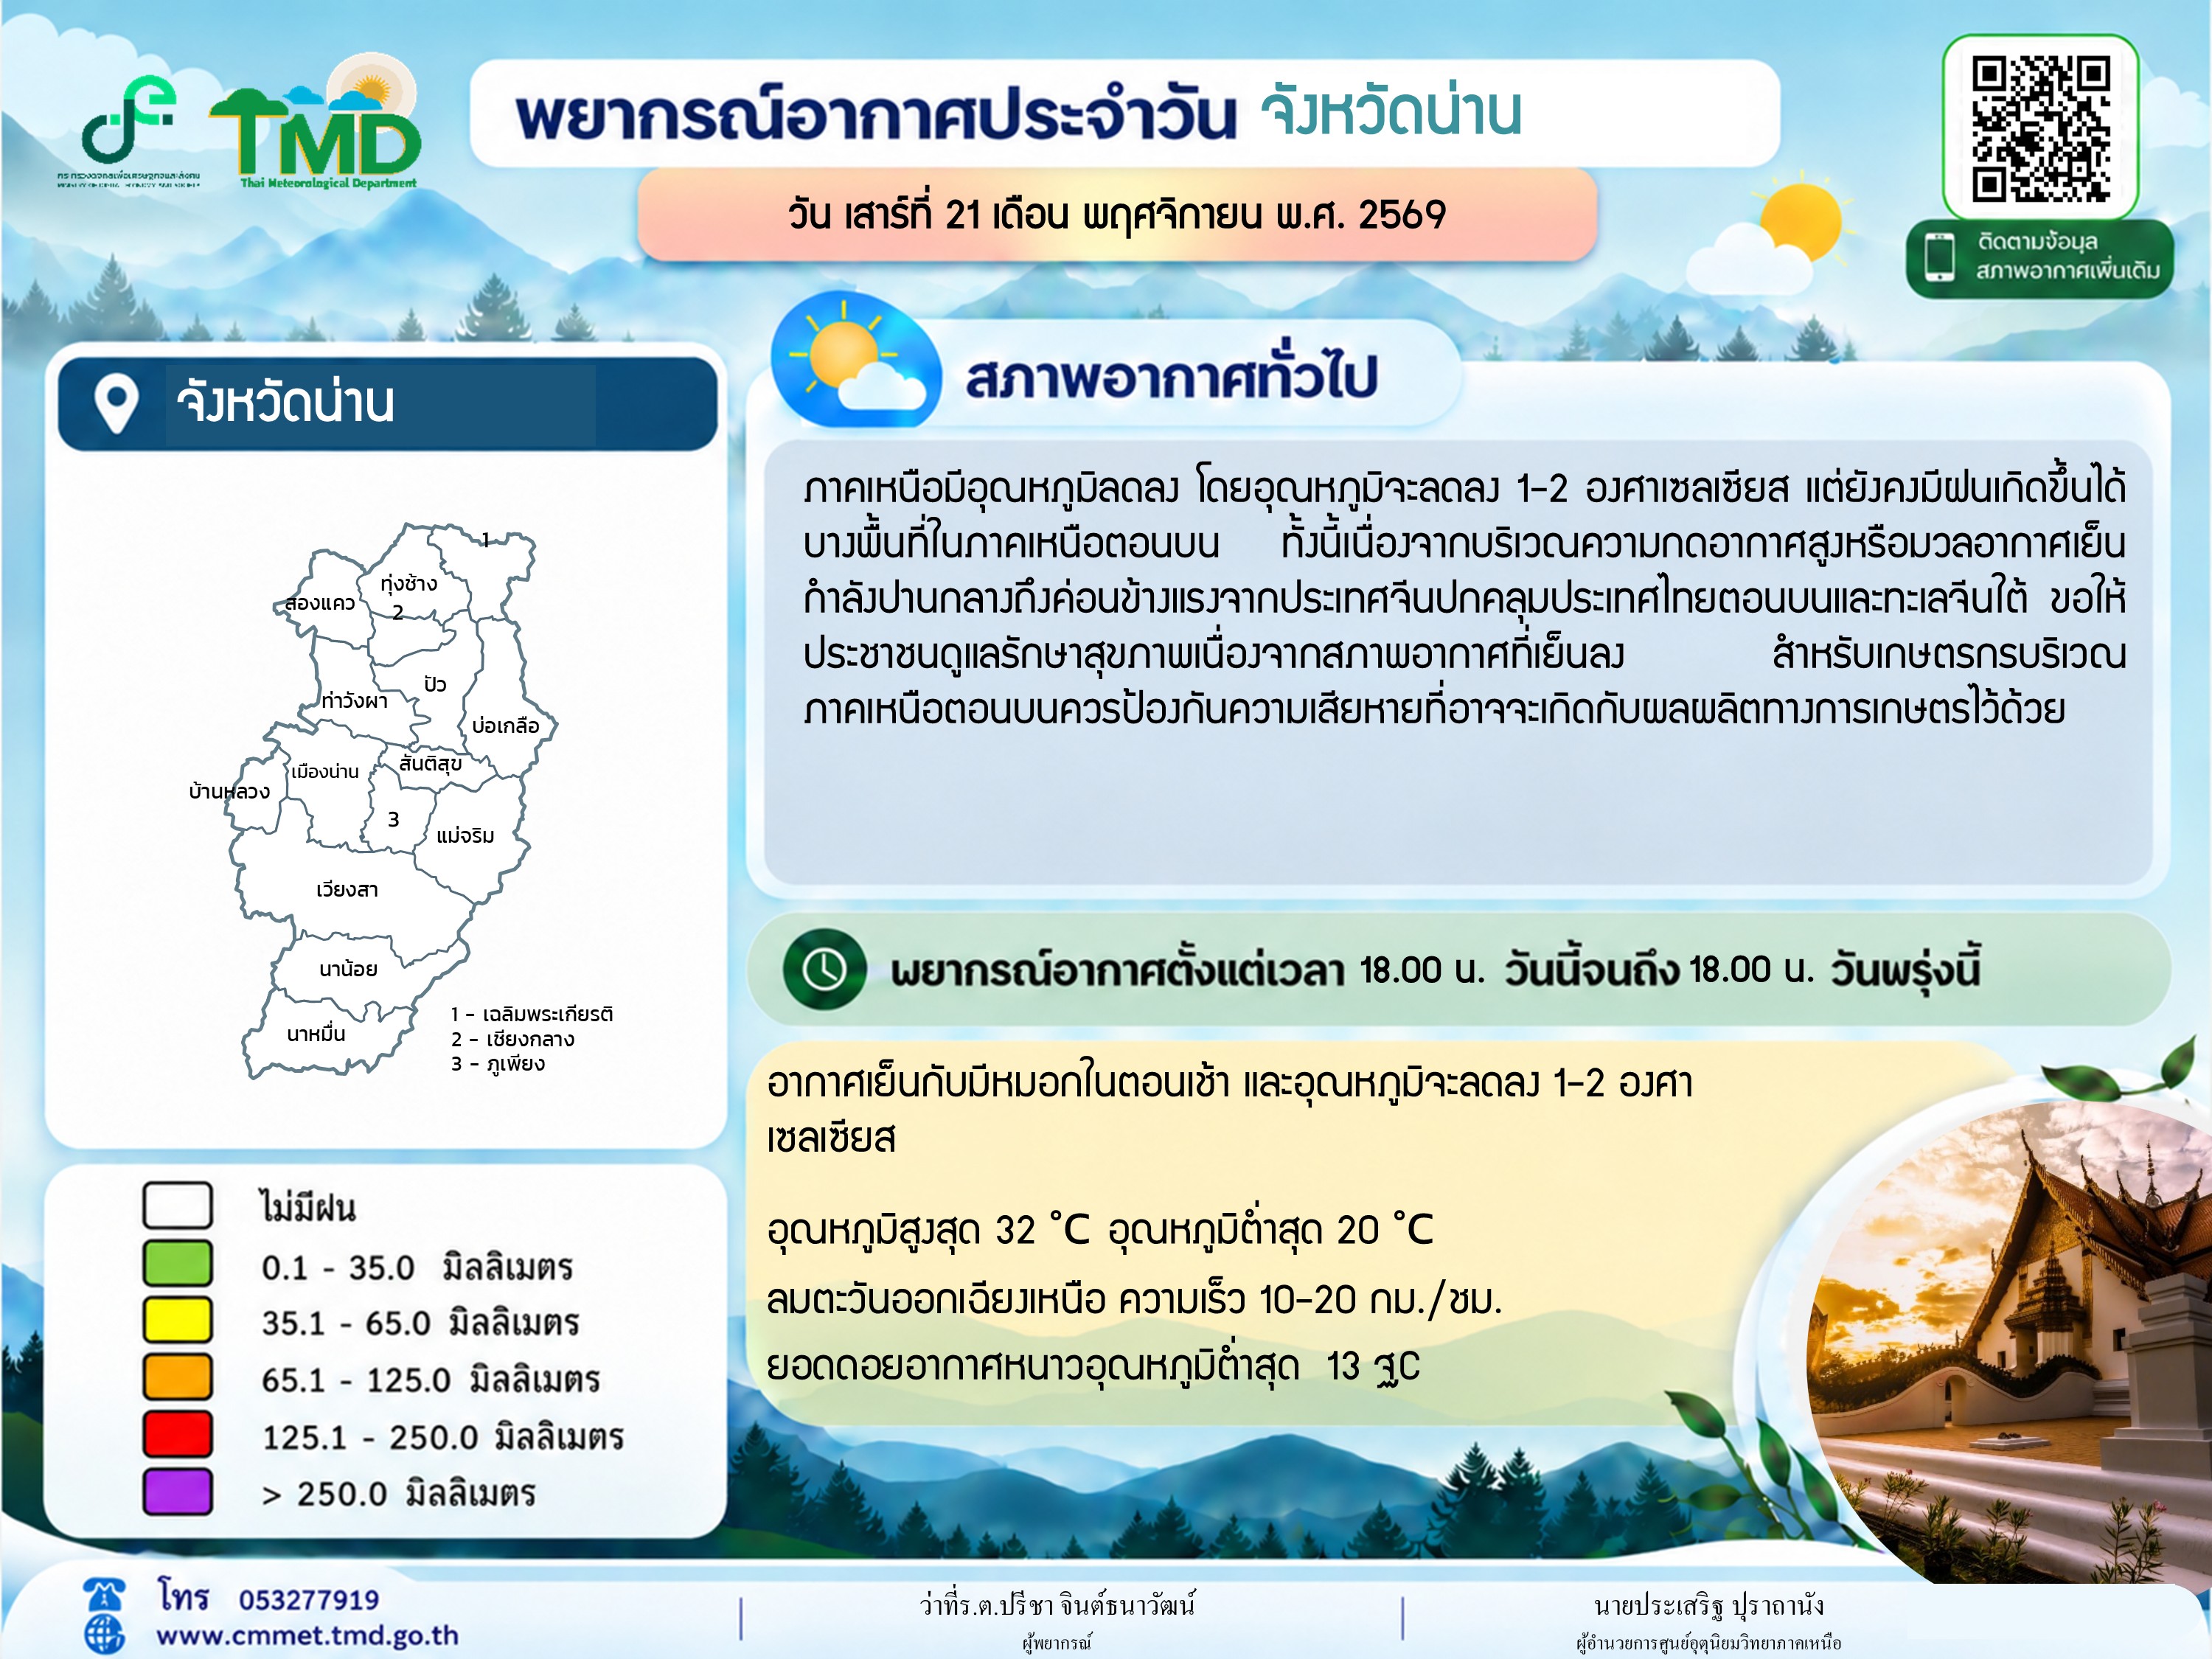 พยากรณ์อากาศประจำวัน จังหวัดน่าน
TMD
Thai Meteorological Department
วัน เสาร์ที่ 21 เดือน พฤศจิกายน พ.ศ. 2569
ติดตามข้อมูล
สภาพอากาศเพิ่มเติม
จังหวัดน่าน
1
ทุ่งช้าง
สองแคว
2
ปัว
ท่าวังผา
บ่อเกลือ
สันติสุข
เมืองน่าน
บ้านหลวง
3
แม่จริม
เวียงสา
นาน้อย
นาหมื่น
1 - เฉลิมพระเกียรติ
2 - เชียงกลาง
3 - ภูเพียง
ไม่มีฝน
0.1 - 35.0 มิลลิเมตร
35.1 - 65.0 มิลลิเมตร
65.1 - 125.0 มิลลิเมตร
125.1 - 250.0 มิลลิเมตร
> 250.0 มิลลิเมตร
สภาพอากาศทั่วไป
ภาคเหนือมีอุณหภูมิลดลง โดยอุณหภูมิจะลดลง 1-2 องศาเซลเซียส แต่ยังคงมีฝนเกิดขึ้นได้
บางพื้นที่ในภาคเหนือตอนบน ทั้งนี้เนื่องจากบริเวณความกดอากาศสูงหรือมวลอากาศเย็น
กำลังปานกลางถึงค่อนข้างแรงจากประเทศจีนปกคลุมประเทศไทยตอนบนและทะเลจีนใต้ ขอให้
ประชาชนดูแลรักษาสุขภาพเนื่องจากสภาพอากาศที่เย็นลง สำหรับเกษตรกรบริเวณ
ภาคเหนือตอนบนควรป้องกันความเสียหายที่อาจจะเกิดกับผลผลิตทางการเกษตรไว้ด้วย
พยากรณ์อากาศตั้งแต่เวลา 18.00 น. วันนี้จนถึง 18.00 น. วันพรุ่งนี้
อากาศเย็นกับมีหมอกในตอนเช้า และอุณหภูมิจะลดลง 1-2 องศา
เซลเซียส
อุณหภูมิสูงสุด 32 °C อุณหภูมิต่ำสุด 20 °C
ลมตะวันออกเฉียงเหนือ ความเร็ว 10-20 กม./ชม.
ยอดดอยอากาศหนาวอุณหภูมิต่ำสุด 13 ฐC
โทร 053277919
www.cmmet.tmd.go.th
ว่าที่ร.ต.ปรีชา จินต์ธนาวัฒน์
ผู้พยากรณ์
นายประเสริฐ ปุราถานัง
ผู้อำนวยการศูนย์อุตุนิยมวิทยาภาคเหนือ